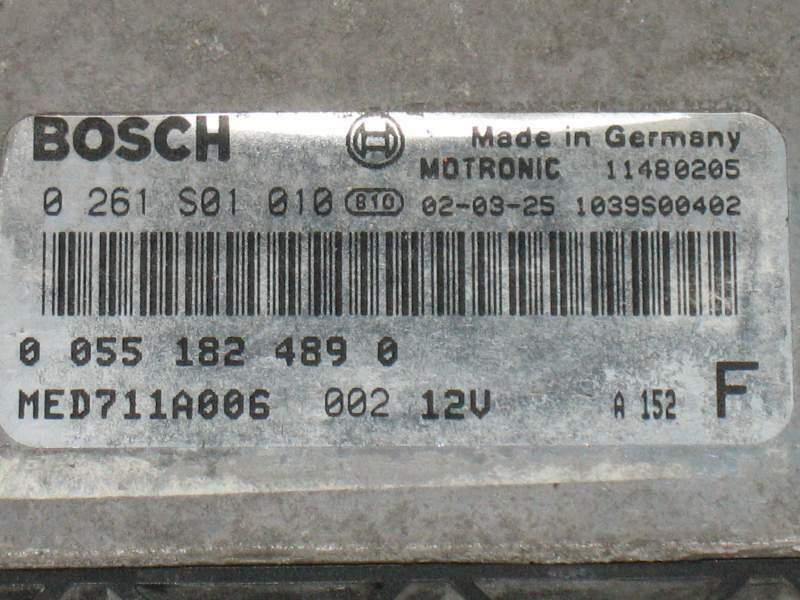 BOSCH Made in Germany
MOTRONIC 11480205
0 261 S01 010 810 02-03-25 1039S00402
0 055 182 489 0
MED711A006 002 12V A 152 F